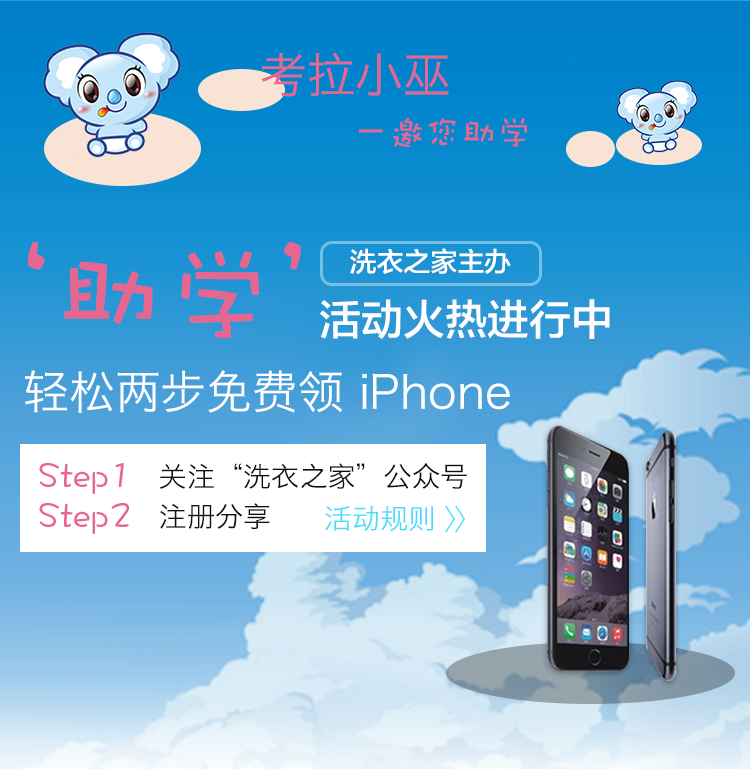 考拉小巫
一邀您助学
‘助学’
洗衣之家主办
活动火热进行中
轻松两步免费领 iPhone
Step1 关注“洗衣之家”公众号
Step2 注册分享 活动规则 》